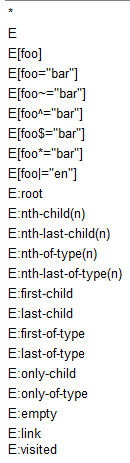 *
E
E[foo]
E[foo="bar"]
E[foo~="bar"]
E[foo^="bar"]
E[foo$="bar"]
E[foo*="bar"]
E[foo|="en"]
E:root
E:nth-child(n)
E:nth-last-child(n)
E:nth-of-type(n)
E:nth-last-of-type(n)
E:first-child
E:last-child
E:first-of-type
E:last-of-type
E:only-child
E:only-of-type
E:empty
E:link
E:visited